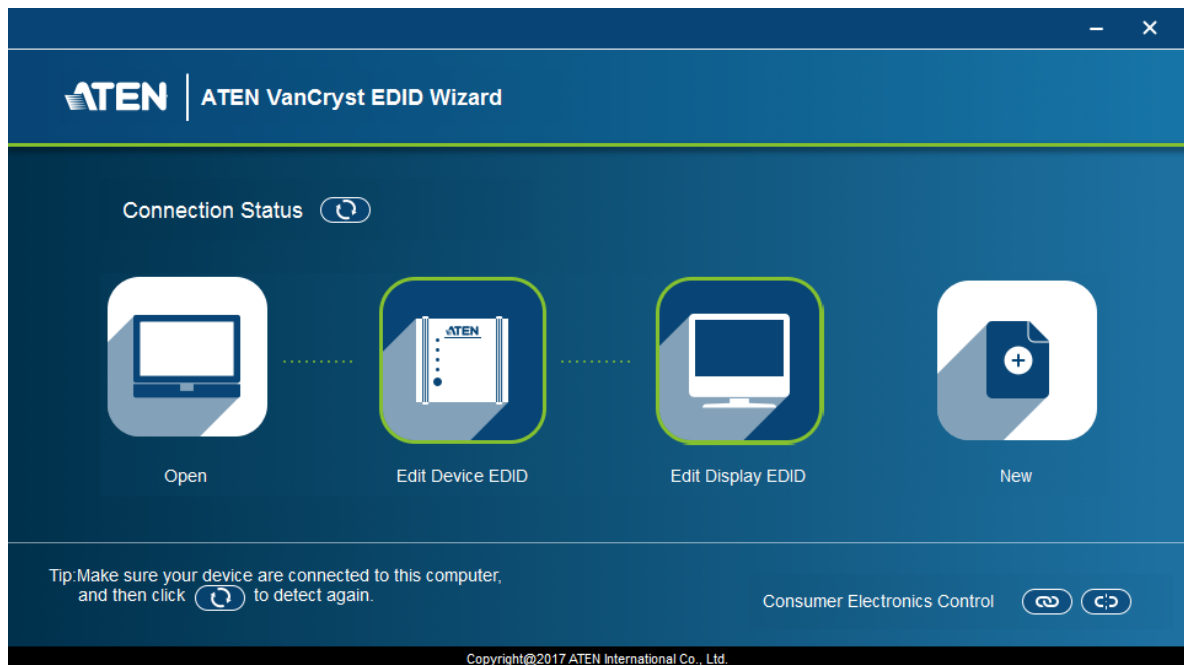 ATEN
ATEN VanCryst EDID Wizard
Connection Status
ATEN
Open
Edit Device EDID
Edit Display EDID
New
Tip:Make sure your device are connected to this computer,
and then click to detect again.
Consumer Electronics Control
Copyright@2017 ATEN International Co., Ltd.